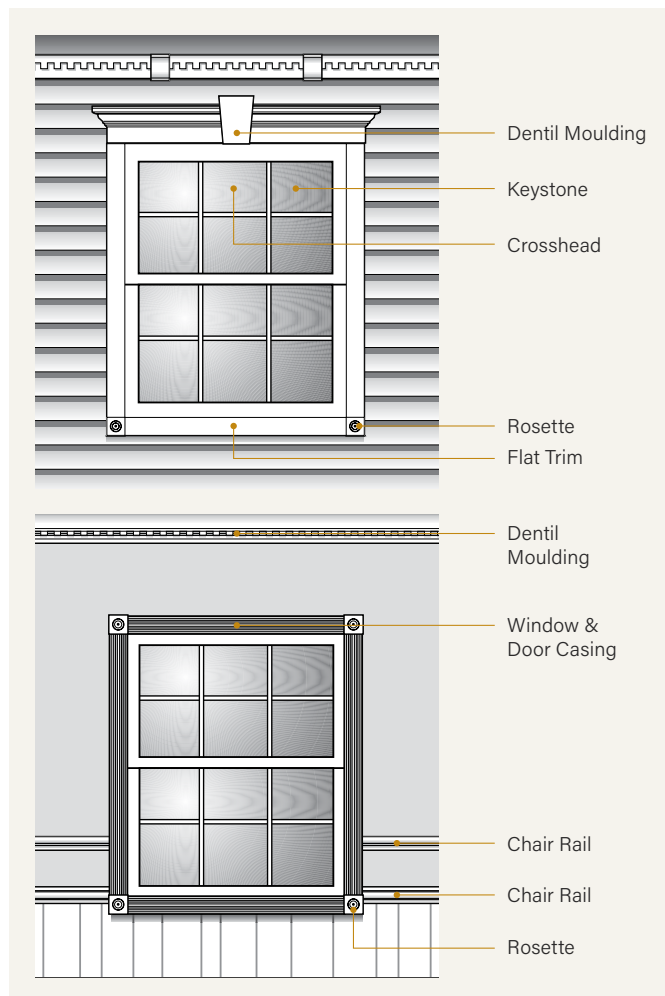 Dentil Moulding
Keystone
Crosshead
Rosette
Flat Trim
Dentil
Moulding
Window &
Door Casing
Chair Rail
Chair Rail
Rosette